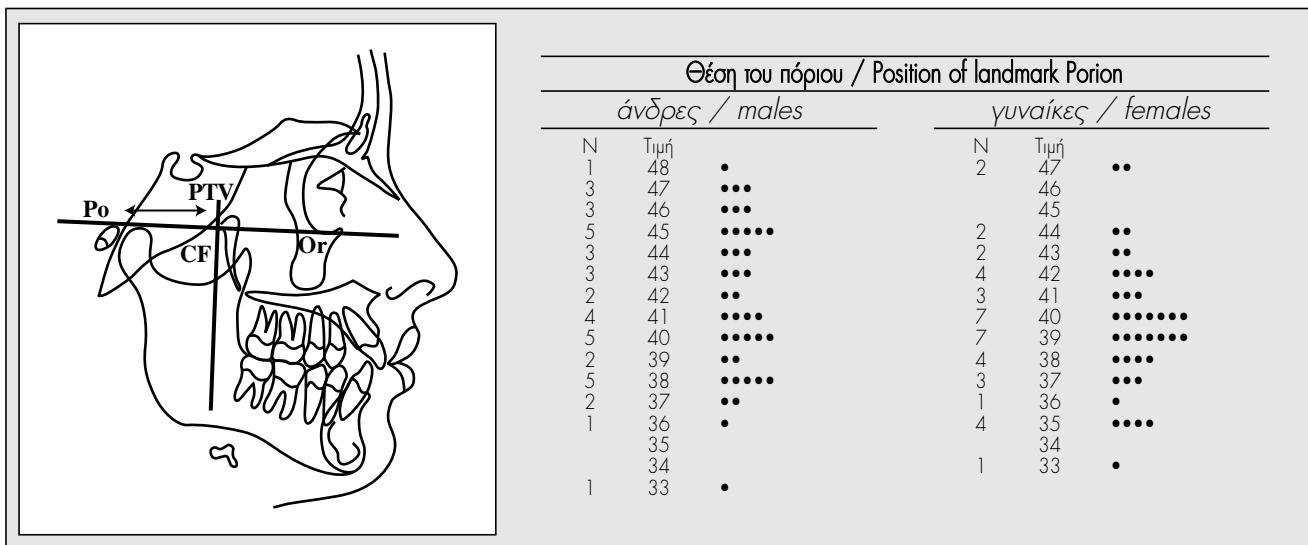 PTV
Po
CF
Or
Θέση του πόριου / Position of landmark Porion
άνδρες / males γυναίκες / females
N Τιμή N Τιμή
1 48 • 2 47 ••
3 47 ••• 46
3 46 ••• 45
5 45 ••••• 2 44 ••
3 44 ••• 2 43 ••
3 43 ••• 4 42 ••••
2 42 •• 3 41 •••
4 41 •••• 7 40 •••••••
5 40 ••••• 7 39 •••••••
2 39 •• 4 38 ••••
5 38 ••••• 3 37 •••
2 37 •• 1 36 •
1 36 • 4 35 ••••
35 34
34 1 33 •
1 33 •